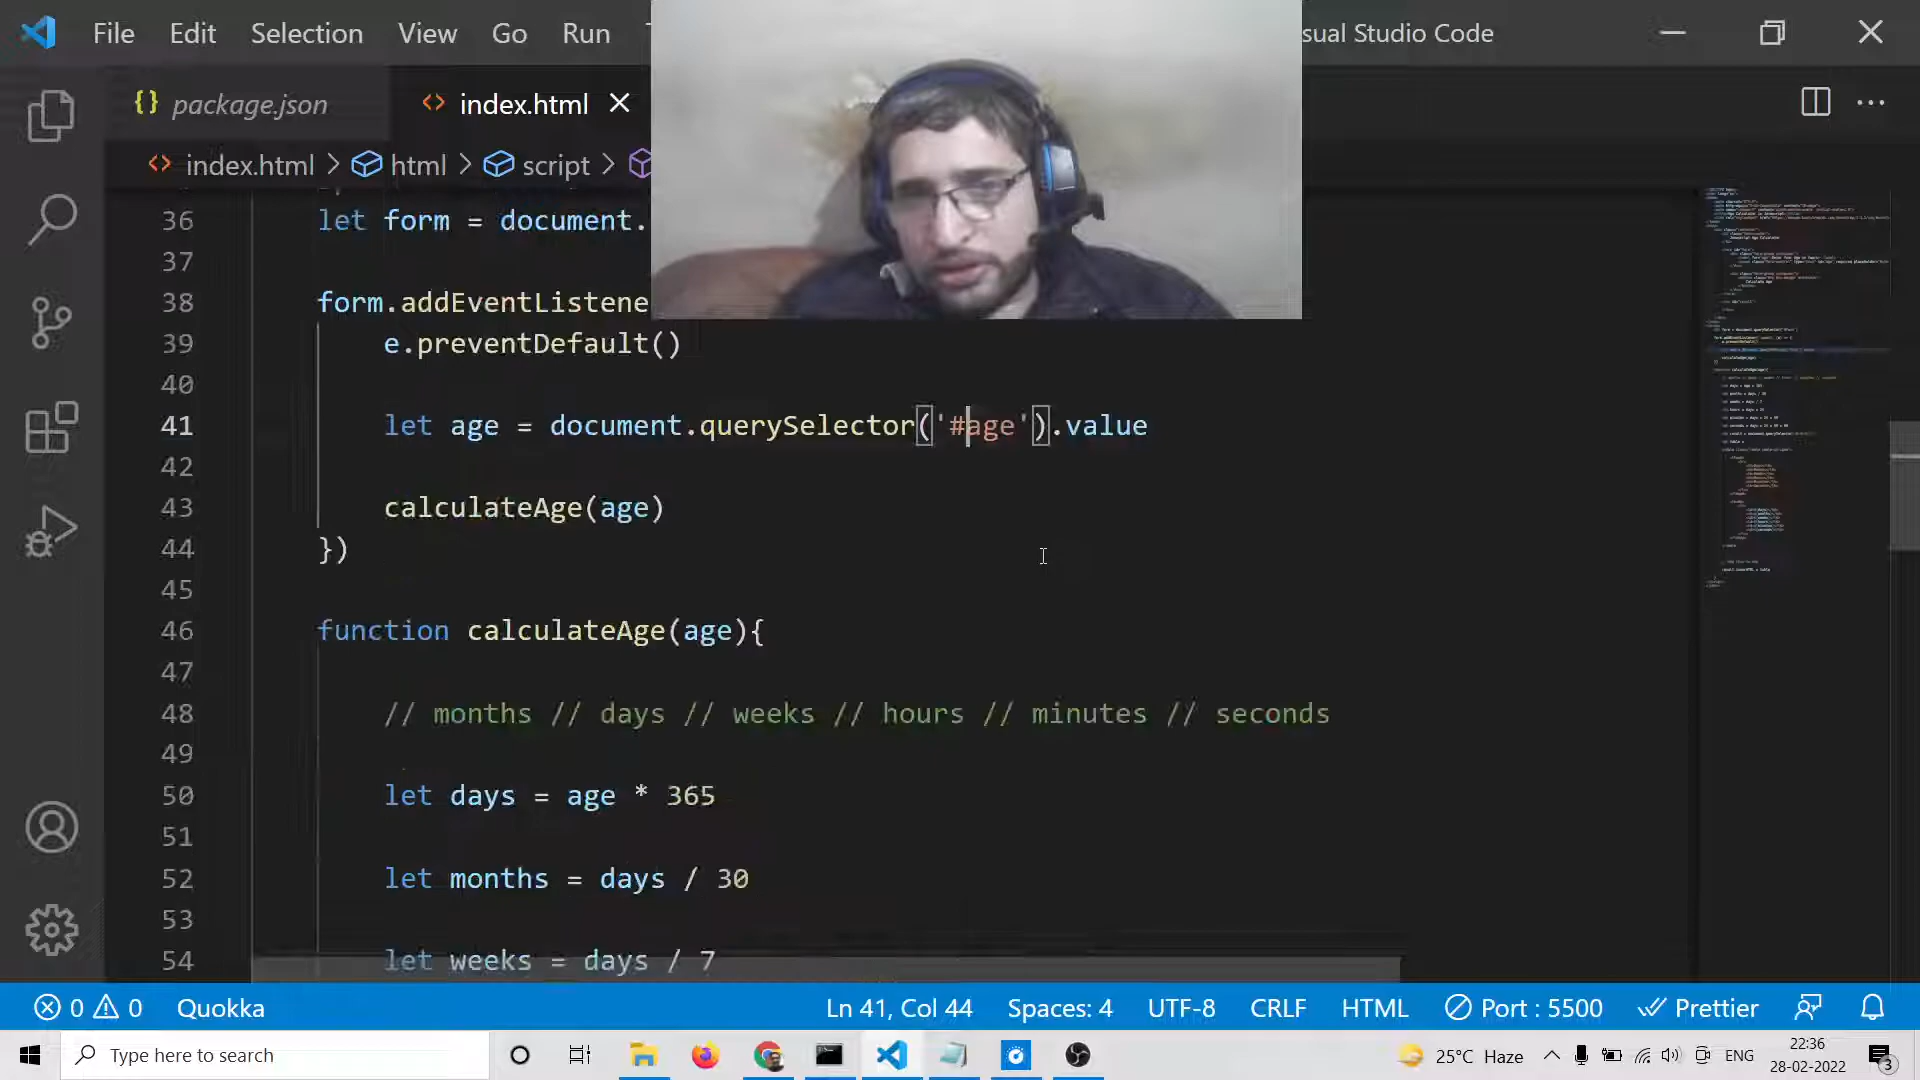 File Edit Selection View Go Run
sual Studio Code
{} package.json
<> index.html
index.html > html > script >
36 let form = document.
37
38 form.addEventListene
39 e.preventDefault()
40
41 let age = document.querySelector('#age').value
42
43 calculateAge(age)
44 })
45
46 function calculateAge(age){
47
48 // months // days // weeks // hours // minutes // seconds
49
50 let days = age * 365
51
52 let months = days / 30
53
54 let weeks = days / 7
0 0 Quokka Ln 41, Col 44 Spaces: 4 UTF-8 CRLF HTML Port : 5500 Prettier
Type here to search
25°C Haze ENG
22:36
28-02-2022
3